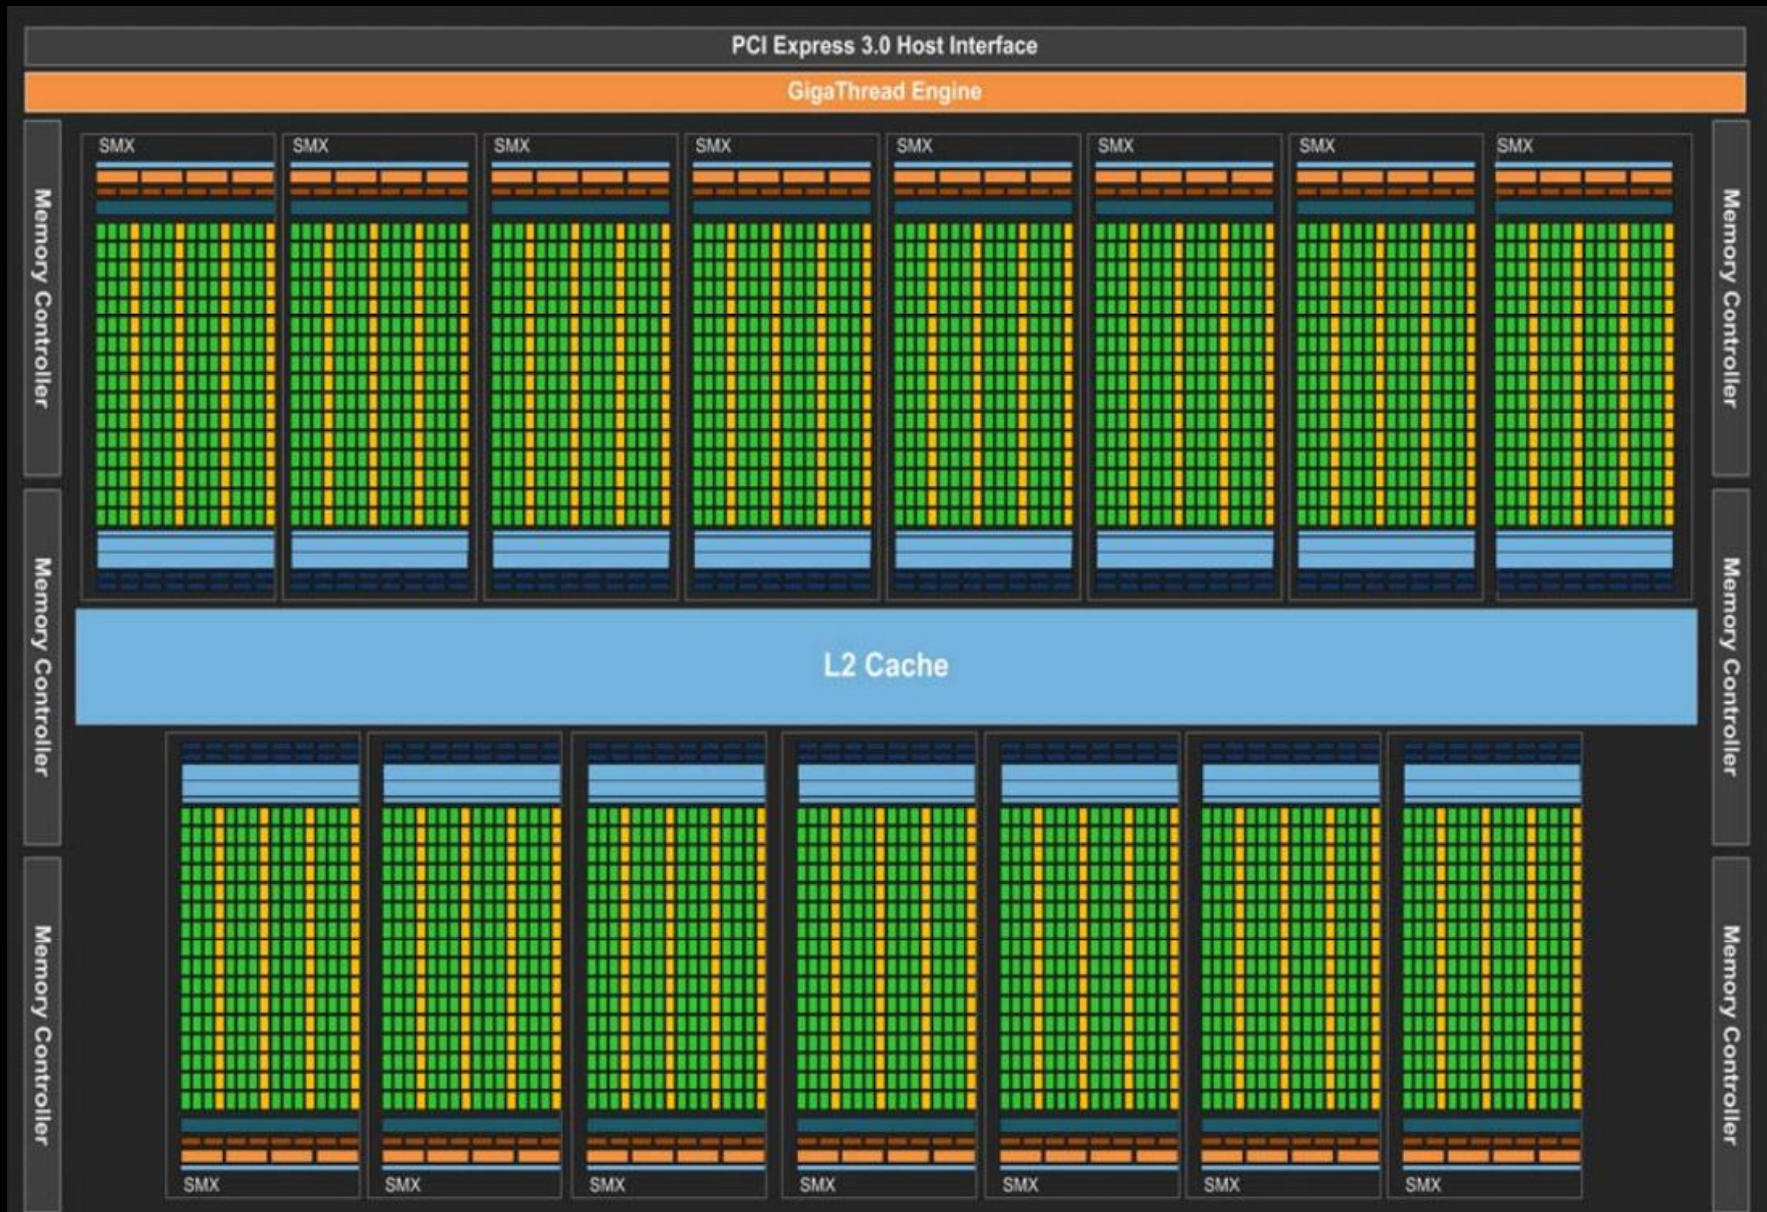 PCI Express 3.0 Host Interface
GigaThread Engine
SMX
SMX
SMX
SMX
SMX
SMX
SMX
SMX
Memory Controller
Memory Controller
Memory Controller
Memory Controller
L2 Cache
Memory Controller
Memory Controller
SMX
SMX
SMX
SMX
SMX
SMX
SMX